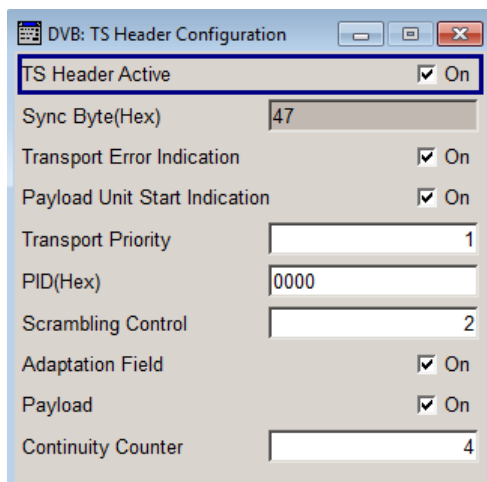 DVB: TS Header Configuration
TS Header Active On
Sync Byte(Hex) 47
Transport Error Indication On
Payload Unit Start Indication On
Transport Priority 1
PID(Hex) 0000
Scrambling Control 2
Adaptation Field On
Payload On
Continuity Counter 4